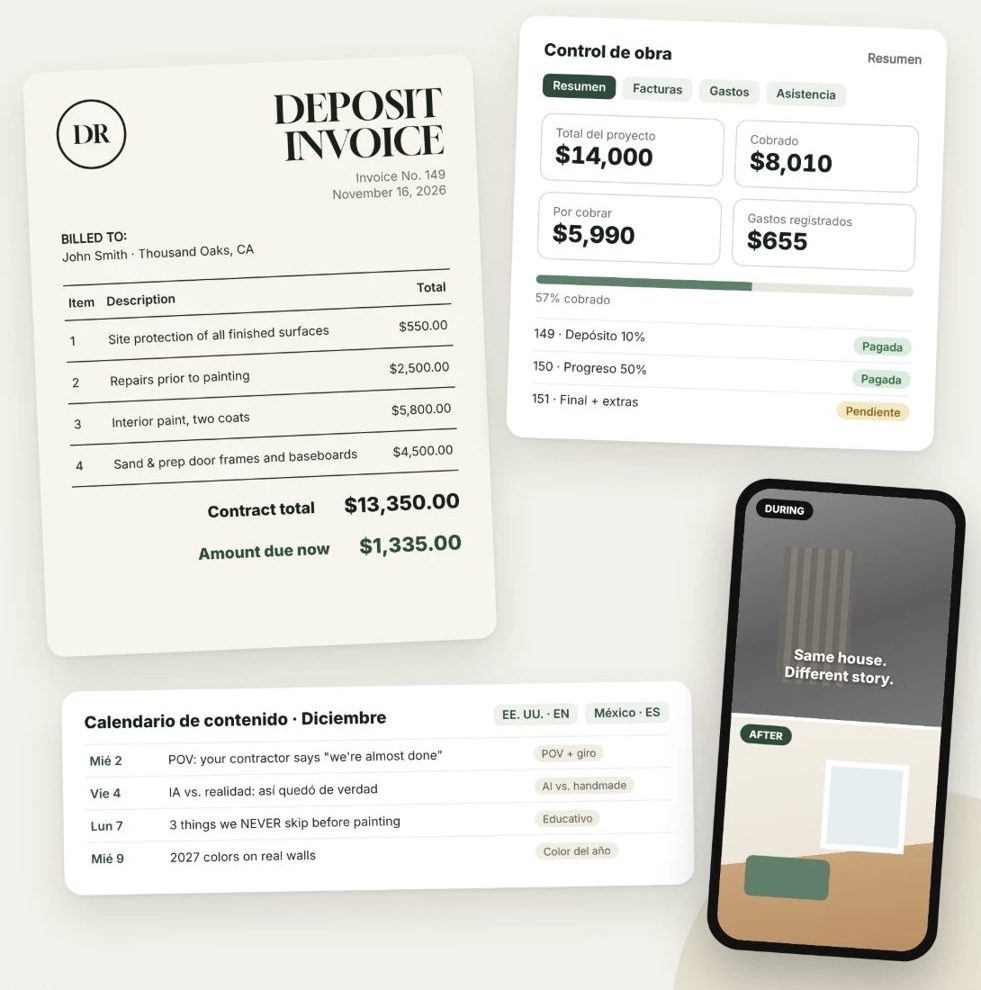 DR
DEPOSIT
INVOICE
Invoice No. 149
November 16, 2026
BILLED TO:
John Smith · Thousand Oaks, CA
Item Description Total
1 Site protection of all finished surfaces $550.00
2 Repairs prior to painting $2,500.00
3 Interior paint, two coats $5,800.00
4 Sand & prep door frames and baseboards $4,500.00
Contract total $13,350.00
Amount due now $1,335.00
Control de obra Resumen
Resumen Facturas Gastos Asistencia
Total del proyecto
$14,000
Cobrado
$8,010
Por cobrar
$5,990
Gastos registrados
$655
57% cobrado
149 · Depósito 10% Pagada
150 · Progreso 50% Pagada
151 · Final + extras Pendiente
Calendario de contenido · Diciembre EE. UU. · EN México · ES
Mié 2 POV: your contractor says "we're almost done" POV + giro
Vie 4 IA vs. realidad: así quedó de verdad AI vs. handmade
Lun 7 3 things we NEVER skip before painting Educativo
Mié 9 2027 colors on real walls Color del año
DURING
Same house.
Different story.
AFTER